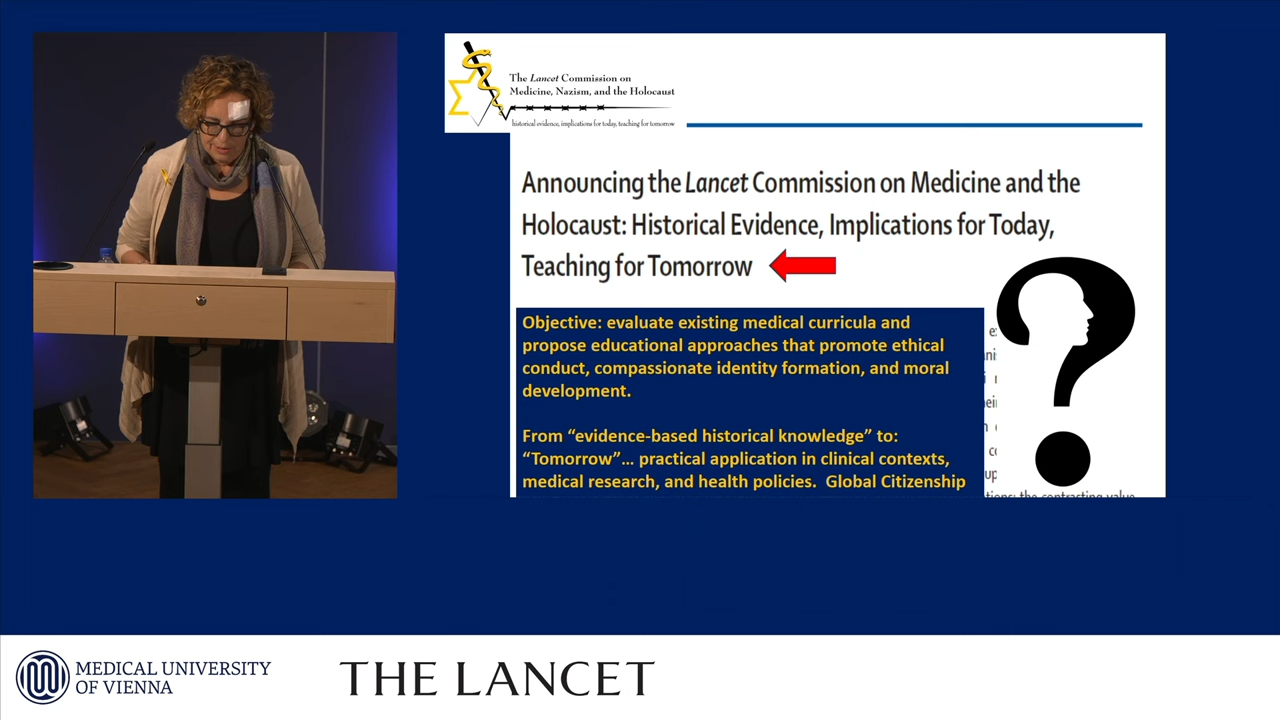 The Lancet Commission on
Medicine, Nazism, and the Holocaust
historical evidence, implications for today, teaching for tomorrow
Announcing the Lancet Commission on Medicine and the
Holocaust: Historical Evidence, Implications for Today,
Teaching for Tomorrow
Objective: evaluate existing medical curricula and
propose educational approaches that promote ethical
conduct, compassionate identity formation, and moral
development.
From “evidence-based historical knowledge” to:
“Tomorrow”… practical application in clinical contexts,
medical research, and health policies. Global Citizenship
the contrasting value
MEDICAL UNIVERSITY
OF VIENNA
THE LANCET